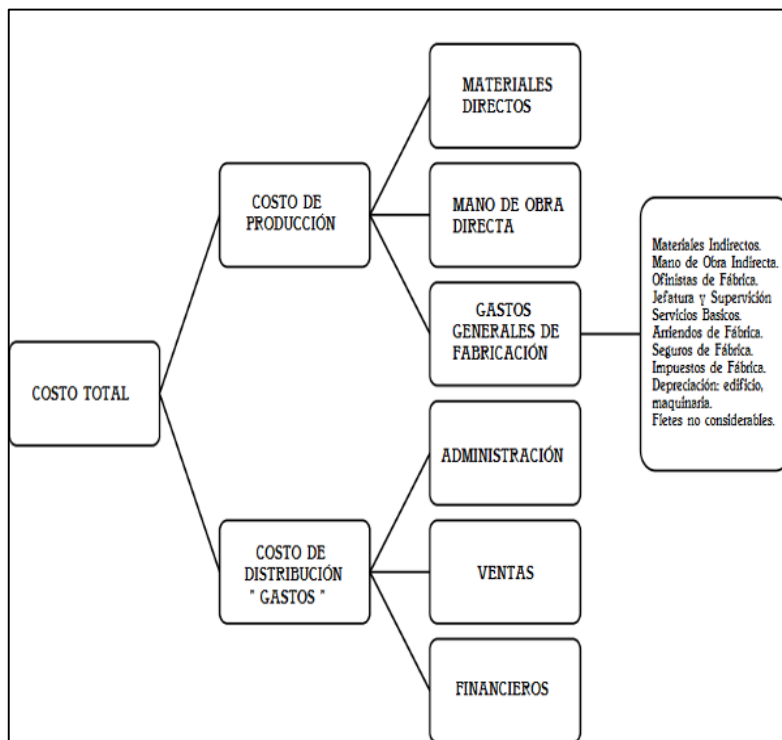 COSTO TOTAL
COSTO DE
PRODUCCIÓN
MATERIALES
DIRECTOS
MANO DE OBRA
DIRECTA
GASTOS
GENERALES DE
FABRICACIÓN
Materiales Indirectos.
Mano de Obra Indirecta.
Ofinistas de Fábrica.
Jefatura y Supervición
Servicios Basicos.
Arriendos de Fábrica.
Seguros de Fábrica.
Impuestos de Fábrica.
Depreciación: edificio,
maquinaria.
Fletes no considerables.
COSTO DE
DISTRIBUCIÓN
" GASTOS "
ADMINISTRACIÓN
VENTAS
FINANCIEROS